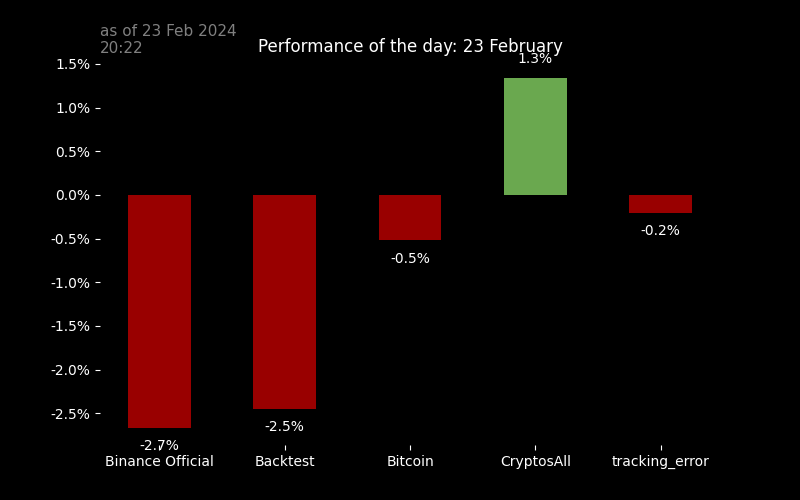 as of 23 Feb 2024
20:22
Performance of the day: 23 February
1.5%
1.0%
0.5%
0.0%
-0.5%
-1.0%
-1.5%
-2.0%
-2.5%
-2.7%
-2.5%
-0.5%
1.3%
-0.2%
Binance Official
Backtest
Bitcoin
CryptosAll
tracking_error